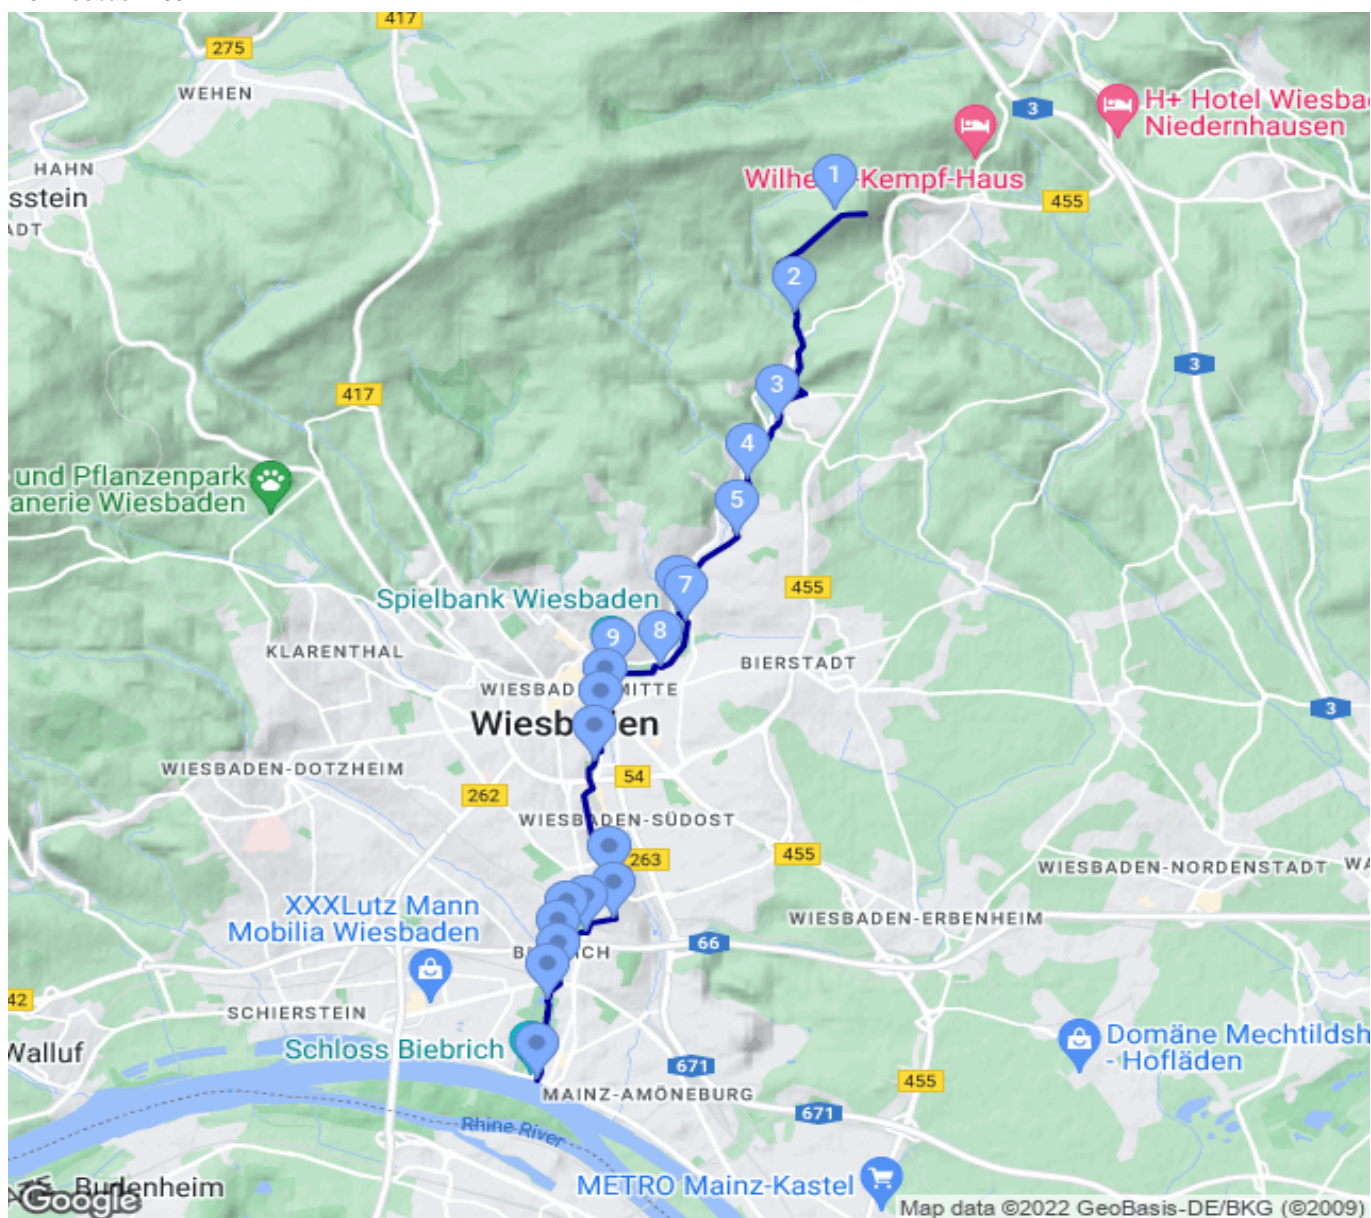 417
275
WEHEN
3
H+ Hotel Wiesba
Niedernhausen
HAHN
sstein
ADT
1
Wilhe
-Kempf-Haus
455
2
3
417
3
4
- und Pflanzenpark
anerie Wiesbaden
5
455
7
Spielbank Wiesbaden
8
9
KLARENTHAL
BIERSTADT
WIESBAD
MITTE
3
Wiesb
den
WIESBADEN-DOTZHEIM
54
262
WIESBADEN-SÜDOST
263
455
WIESBADEN-NORDENSTADT
WA
XXXLutz Mann
Mobilia Wiesbaden
WIESBADEN-ERBENHEIM
66
BI
RICH
42
SCHIERSTEIN
Walluf
Schloss Biebrich
Domäne Mechtildsh
- Hofläden
671
455
MAINZ-AMÖNEBURG
671
Rhine River
Budenheim
METRO Mainz-Kastel
Google
Map data ©2022 GeoBasis-DE/BKG (©2009)